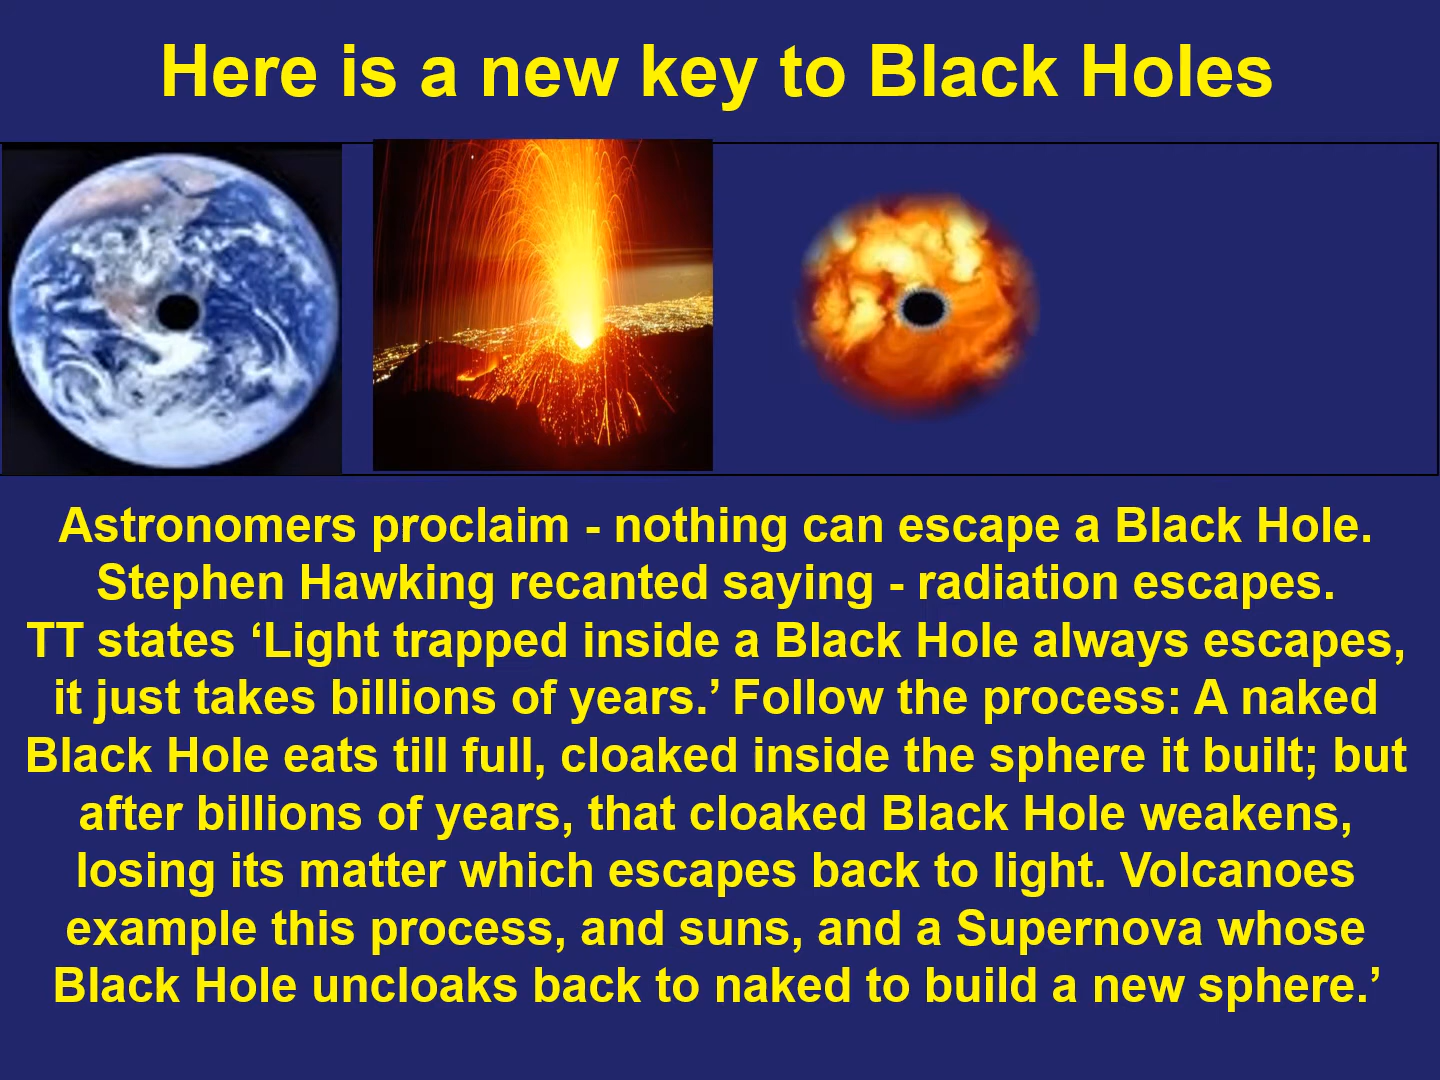 Here is a new key to Black Holes
Astronomers proclaim - nothing can escape a Black Hole.
Stephen Hawking recanted saying - radiation escapes.
TT states ‘Light trapped inside a Black Hole always escapes,
it just takes billions of years.’ Follow the process: A naked
Black Hole eats till full, cloaked inside the sphere it built; but
after billions of years, that cloaked Black Hole weakens,
losing its matter which escapes back to light. Volcanoes
example this process, and suns, and a Supernova whose
Black Hole uncloaks back to naked to build a new sphere.’